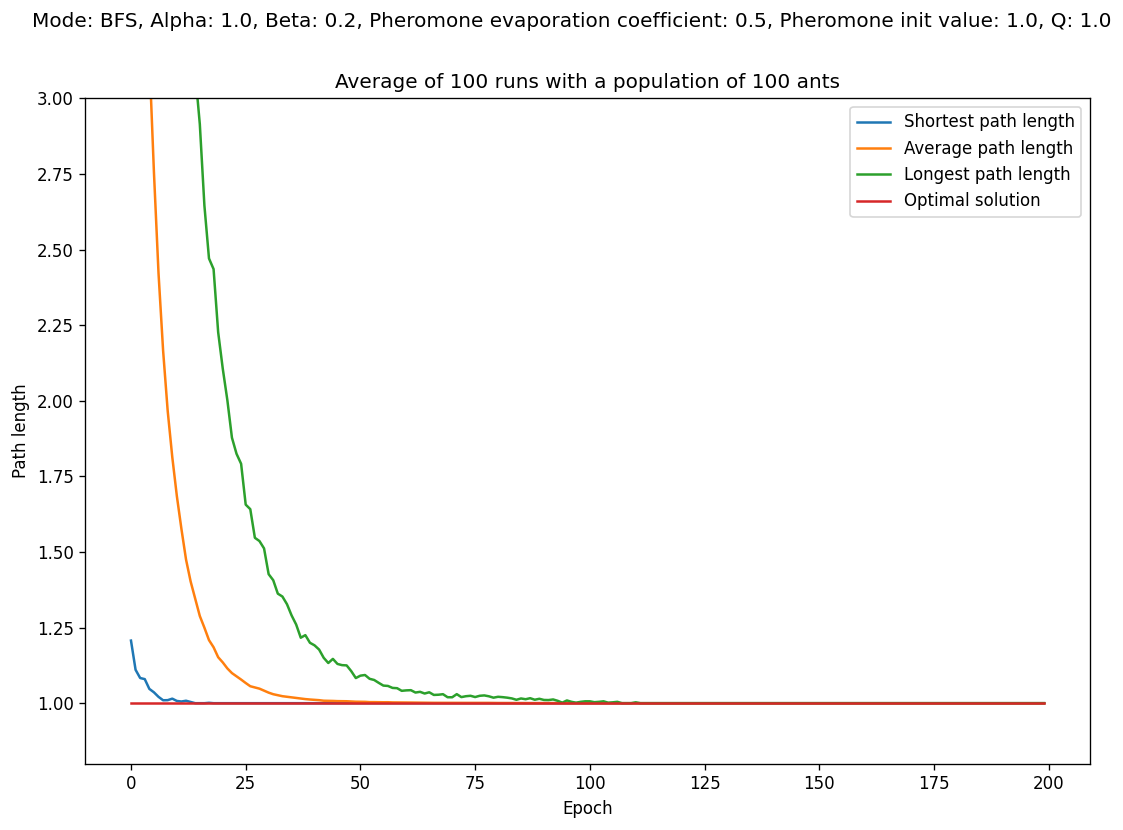 Mode: BFS, Alpha: 1.0, Beta: 0.2, Pheromone evaporation coefficient: 0.5, Pheromone init value: 1.0, Q: 1.0
Average of 100 runs with a population of 100 ants
Shortest path length
Average path length
Longest path length
Optimal solution
Path length
3.00
2.75
2.50
2.25
2.00
1.75
1.50
1.25
1.00
0 25 50 75 100 125 150 175 200
Epoch